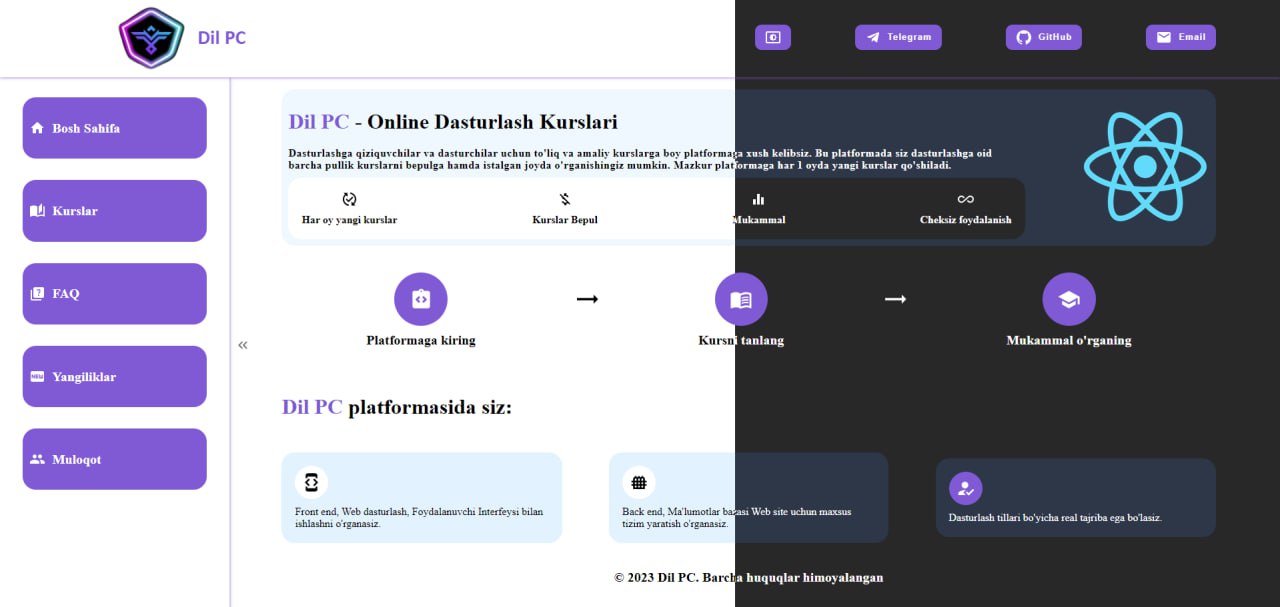 Dil PC
Telegram
GitHub
Email
Bosh Sahifa
Kurslar
FAQ
Yangiliklar
Muloqot
Dil PC - Online Dasturlash Kurslari
Dasturlashga qiziquvchilar va dasturchilar uchun to'liq va amaliy kurslarga boy platformaga xush kelibsiz. Bu platformada siz dasturlashga oid
barcha pullik kurslarni bepulga hamda istalgan joyda o'rganishingiz mumkin. Mazkur platformaga har 1 oyda yangi kurslar qo'shiladi.
Har oy yangi kurslar
Kurslar Bepul
Mukammal
Cheksiz foydalanish
Platformaga kiring
Kursni tanlang
Mukammal o'rganing
Dil PC platformasida siz:
Front end, Web dasturlash, Foydalanuvchi Interfeysi bilan
ishlashni o'rganasiz.
Back end, Ma'lumotlar bazasi Web site uchun maxsus
tizim yaratish o'rganasiz.
Dasturlash tillari bo'yicha real tajriba ega bo'lasiz.
© 2023 Dil PC. Barcha huquqlar himoyalangan